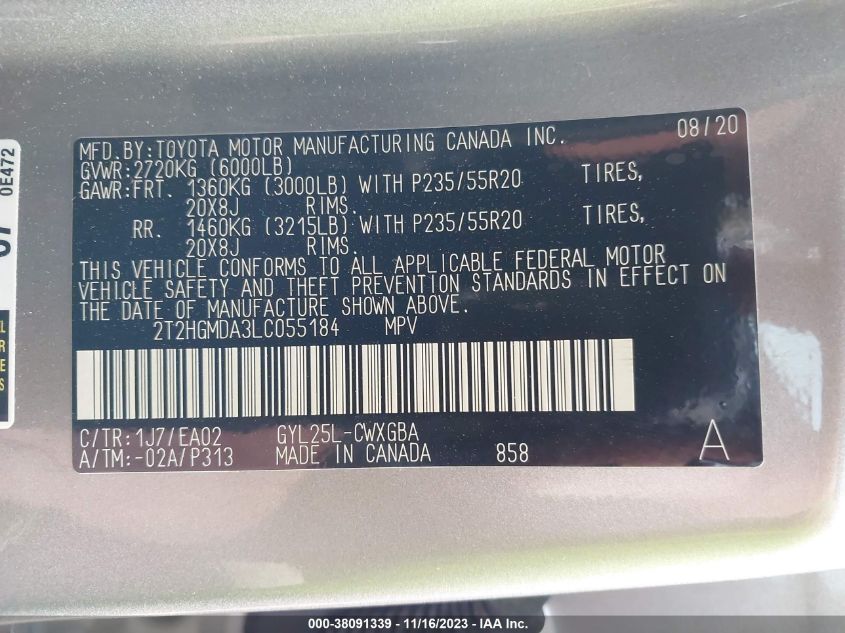 MFD.BY:TOYOTA MOTOR MANUFACTURING CANADA INC. 08/20
GVWR:2720KG (6000LB)
GAWR:FRT. 1360KG (3000LB) WITH P235/55R20 TIRES,
20X8J RIMS.
RR. 1460KG (3215LB) WITH P235/55R20 TIRES,
20X8J RIMS.
THIS VEHICLE CONFORMS TO ALL APPLICABLE FEDERAL MOTOR
VEHICLE SAFETY AND THEFT PREVENTION STANDARDS IN EFFECT ON
THE DATE OF MANUFACTURE SHOWN ABOVE.
2T2HGMDA3LC055184 MPV
C/TR:1J7/EA02 GYL25L-CWXGBA
A/TM:-02A/P313 MADE IN CANADA 858 A
0E472
000-38091339 - 11/16/2023 - © IAA Inc.